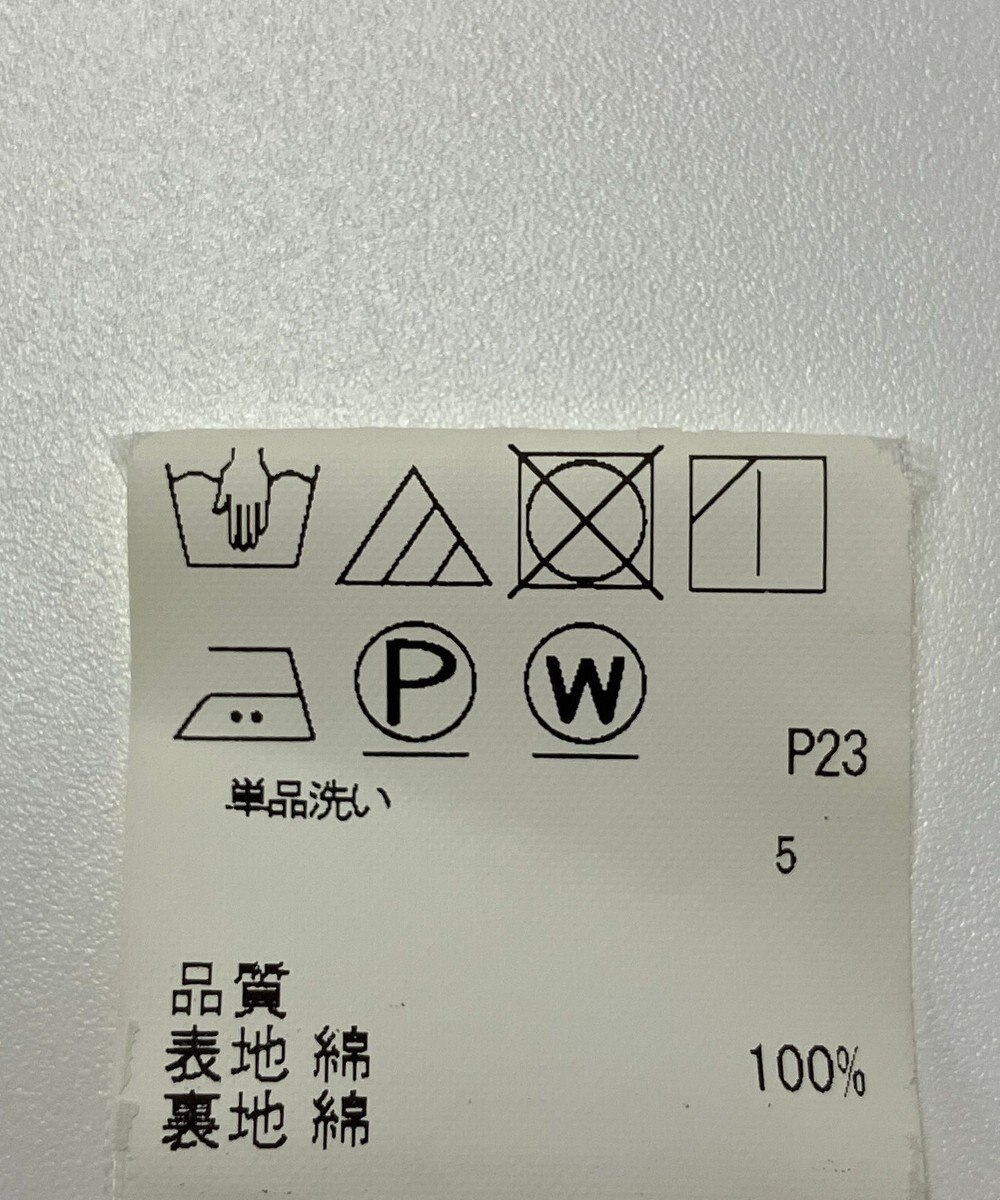 P W
P23
単品洗い
5
品質
表地 綿 100%
裏地 綿